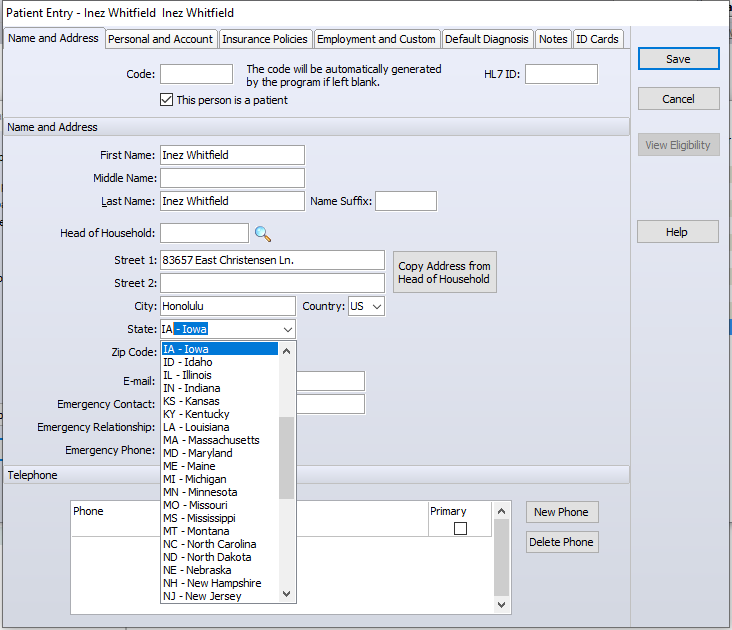 Patient Entry - Inez Whitfield  Inez Whitfield
Name and Address Personal and Account Insurance Policies Employment and Custom Default Diagnosis Notes ID Cards
Code:
The code will be automatically generated
by the program if left blank.
HL7 ID:
This person is a patient
Save
Cancel
View Eligibility
Help
Name and Address
First Name: Inez Whitfield
Middle Name:
Last Name: Inez Whitfield Name Suffix:
Head of Household:
Street 1: 83657 East Christensen Ln.
Street 2:
Copy Address from
Head of Household
City: Honolulu Country: US
State: IA - Iowa
Zip Code:
E-mail:
Emergency Contact:
Emergency Relationship:
Emergency Phone:
IA - Iowa
ID - Idaho
IL - Illinois
IN - Indiana
KS - Kansas
KY - Kentucky
LA - Louisiana
MA - Massachusetts
MD - Maryland
ME - Maine
MI - Michigan
MN - Minnesota
MO - Missouri
MS - Mississippi
MT - Montana
NC - North Carolina
ND - North Dakota
NE - Nebraska
NH - New Hampshire
NJ - New Jersey
Telephone
Phone Primary
New Phone
Delete Phone